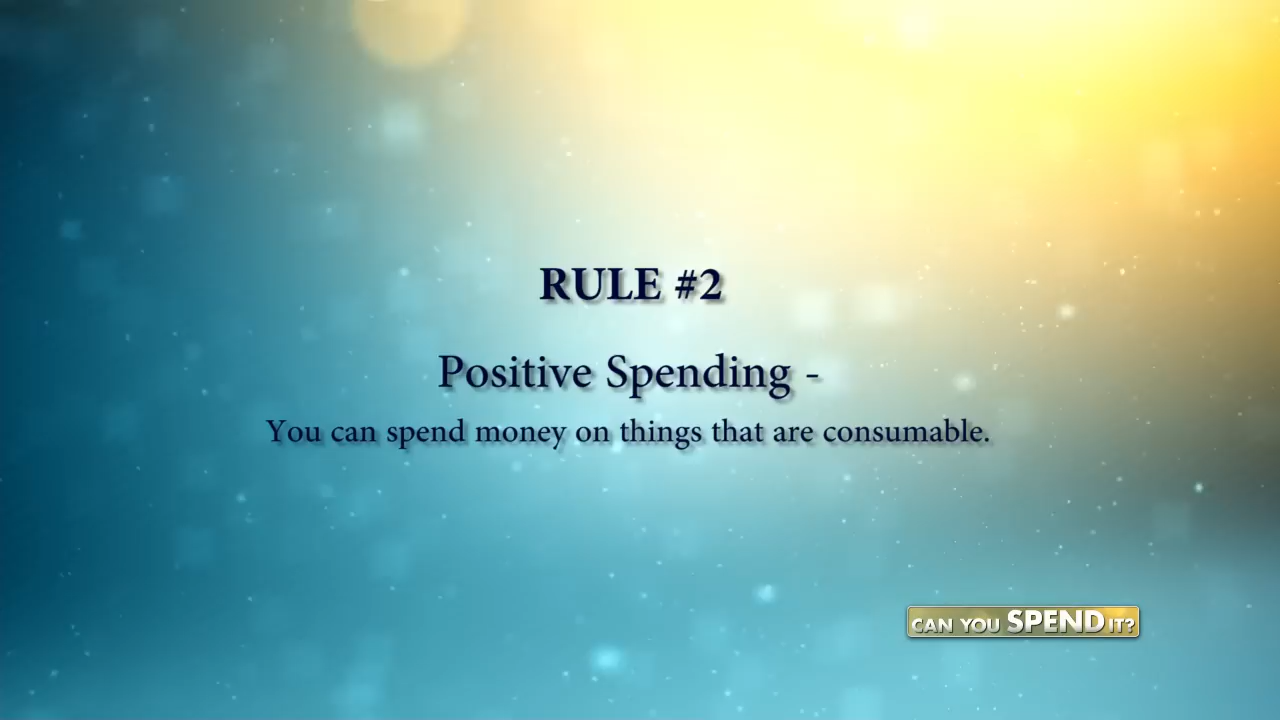 RULE #2
Positive Spending -
You can spend money on things that are consumable.
CAN YOU SPEND IT?